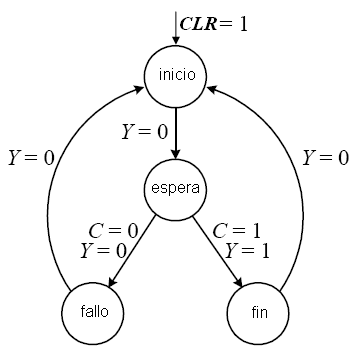 CLR = 1
inicio
Y = 0
Y = 0
Y = 0
espera
C = 0
Y = 0
C = 1
Y = 1
fallo
fin